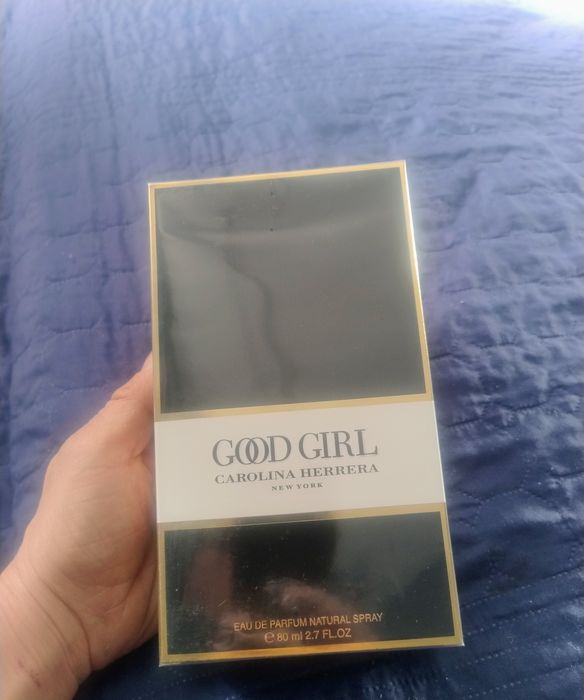 GOOD GIRL
CAROLINA HERRERA
NEW YORK
EAU DE PARFUM NATURAL SPRAY
℮ 80 ml 2.7 FL.OZ